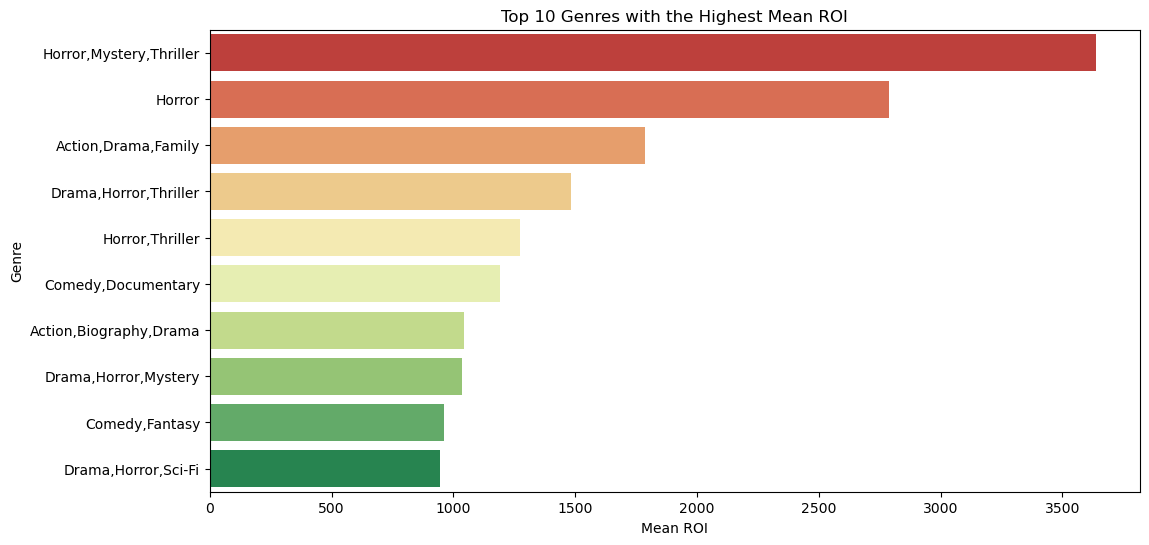 Top 10 Genres with the Highest Mean ROI
Genre
Horror,Mystery,Thriller
Horror
Action,Drama,Family
Drama,Horror,Thriller
Horror,Thriller
Comedy,Documentary
Action,Biography,Drama
Drama,Horror,Mystery
Comedy,Fantasy
Drama,Horror,Sci-Fi
0 500 1000 1500 2000 2500 3000 3500
Mean ROI